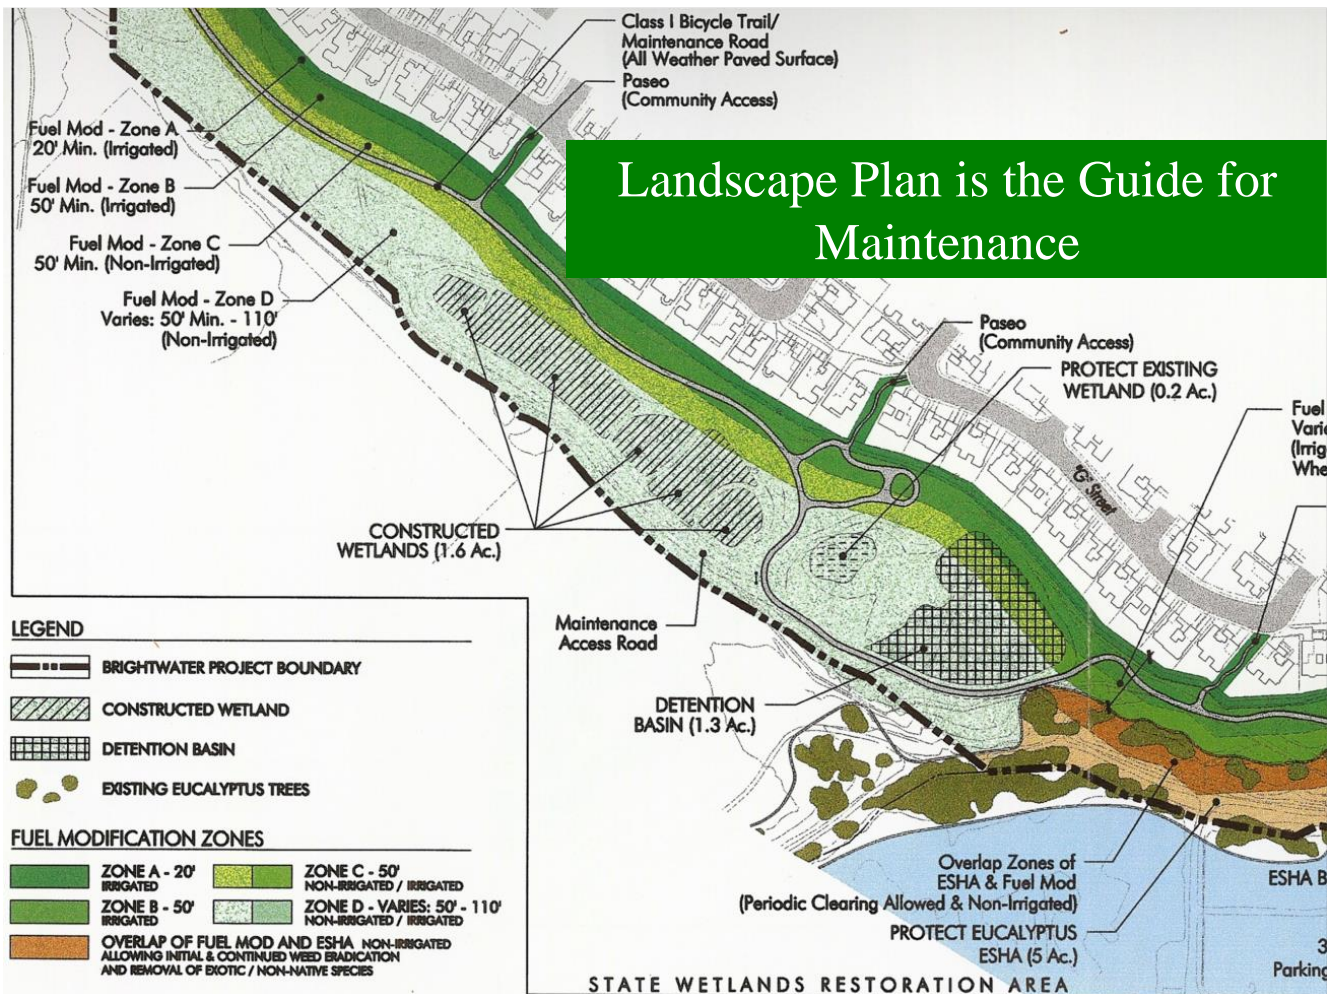 Class I Bicycle Trail/
Maintenance Road
(All Weather Paved Surface)
Paseo
(Community Access)
Fuel Mod - Zone A
20' Min. (Irrigated)
Fuel Mod - Zone B
50' Min. (Irrigated)
Fuel Mod - Zone C
50' Min. (Non-Irrigated)
Fuel Mod - Zone D
Varies: 50' Min. - 110'
(Non-Irrigated)
Landscape Plan is the Guide for
Maintenance
Paseo
(Community Access)
PROTECT EXISTING
WETLAND (0.2 Ac.)
Fuel
(Irrig
Whe
"G" Street
CONSTRUCTED
WETLANDS (1.6 Ac.)
Maintenance
Access Road
DETENTION
BASIN (1.3 Ac.)
LEGEND
BRIGHTWATER PROJECT BOUNDARY
CONSTRUCTED WETLAND
DETENTION BASIN
EXISTING EUCALYPTUS TREES
FUEL MODIFICATION ZONES
ZONE A - 20'
IRRIGATED
ZONE B - 50'
IRRIGATED
ZONE C - 50'
NON-IRRIGATED / IRRIGATED
ZONE D - VARIES: 50' - 110'
NON-IRRIGATED / IRRIGATED
OVERLAP OF FUEL MOD AND ESHA NON-IRRIGATED
ALLOWING INITIAL & CONTINUED WEED ERADICATION
AND REMOVAL OF EXOTIC / NON-NATIVE SPECIES
Overlap Zones of
ESHA & Fuel Mod
(Periodic Clearing Allowed & Non-Irrigated)
PROTECT EUCALYPTUS
ESHA (5 Ac.)
ESHA B
3
Parking
STATE WETLANDS RESTORATION AREA